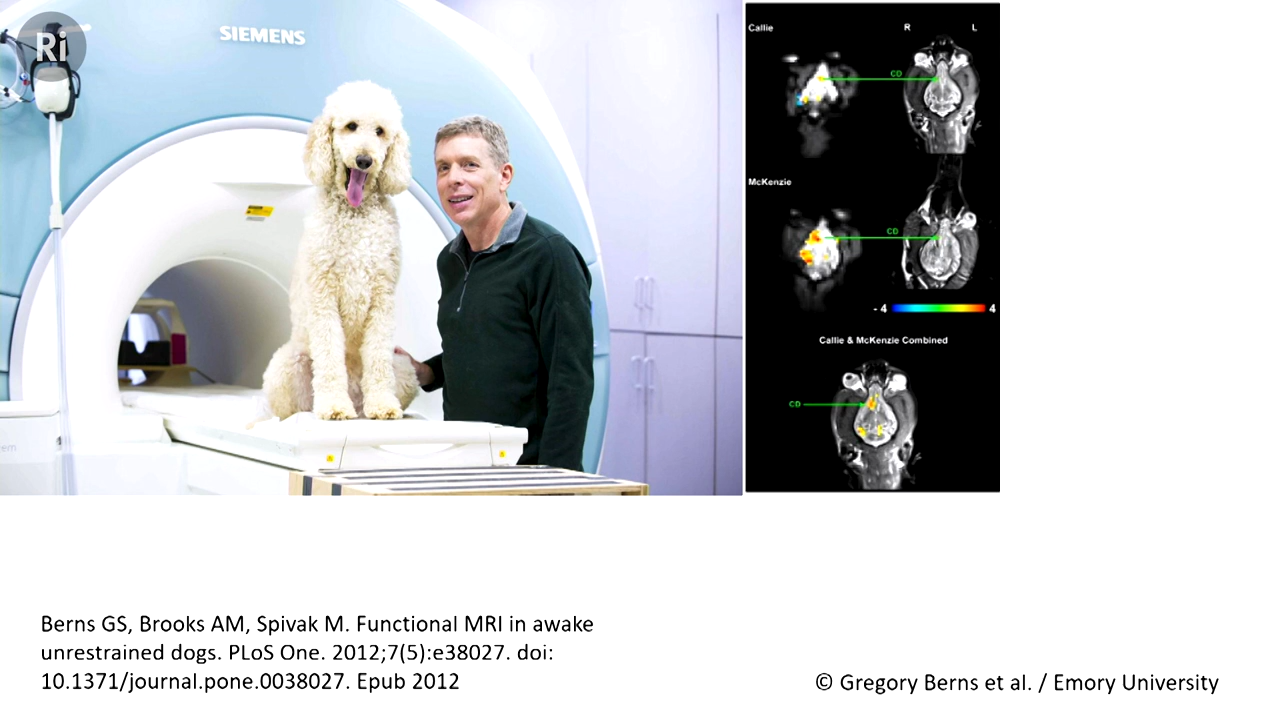 Ri
SIEMENS
Callie
R
L
CD
McKenzie
CD
- 4
4
Callie & McKenzie Combined
CD
em
Berns GS, Brooks AM, Spivak M. Functional MRI in awake
unrestrained dogs. PLoS One. 2012;7(5):e38027. doi:
10.1371/journal.pone.0038027. Epub 2012
© Gregory Berns et al. / Emory University